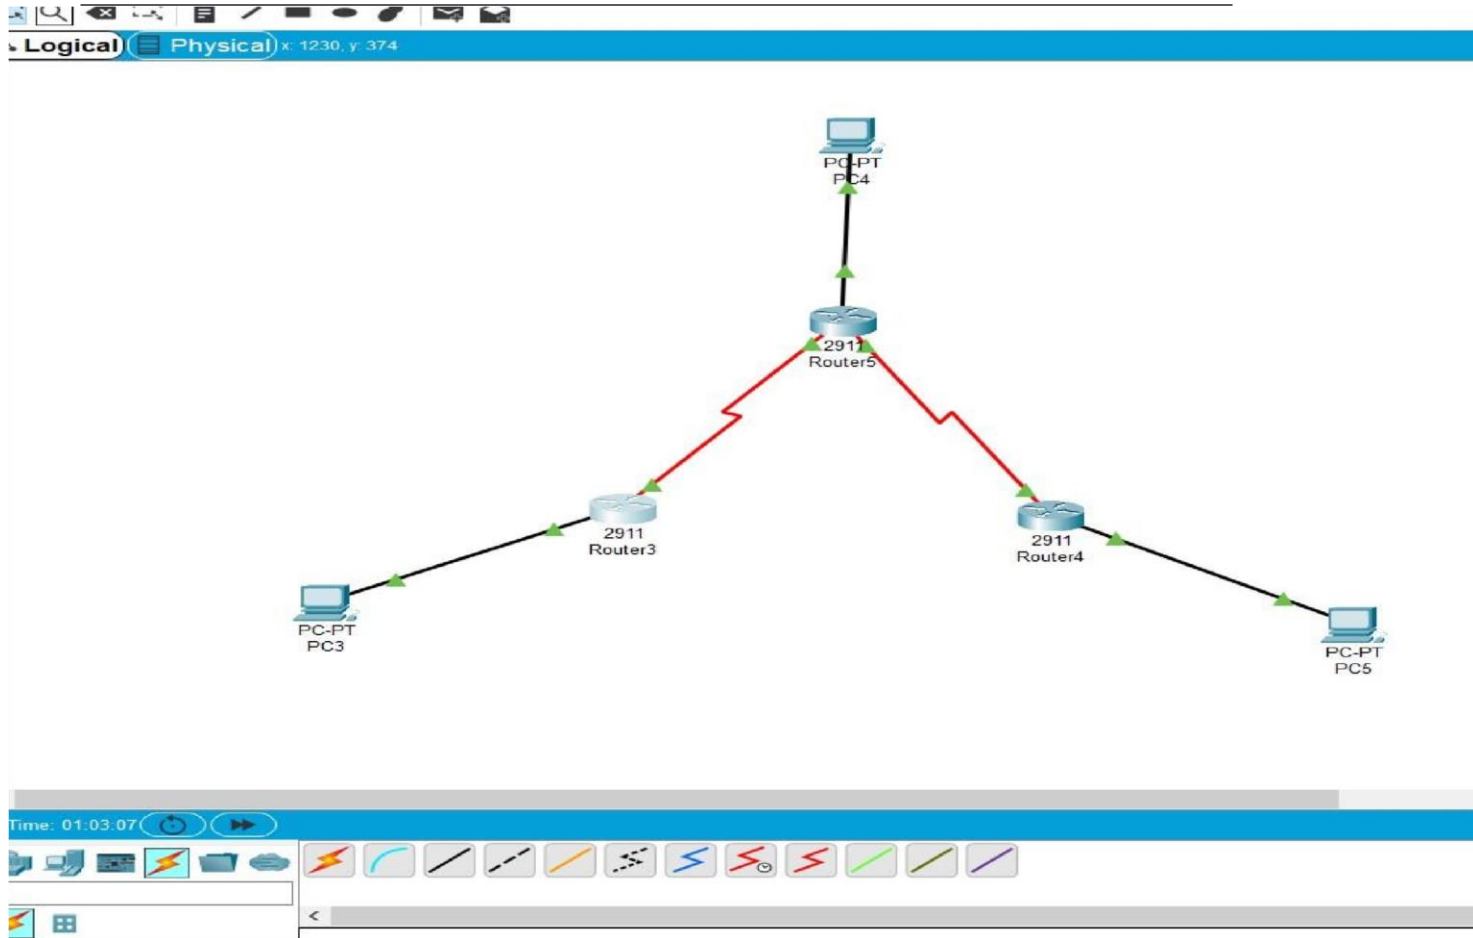 Logical Physical x: 1230, y: 374
PC-PT
PC4
2911
Router5
2911
Router3
2911
Router4
PC-PT
PC3
PC-PT
PC5
Time: 01:03:07
<